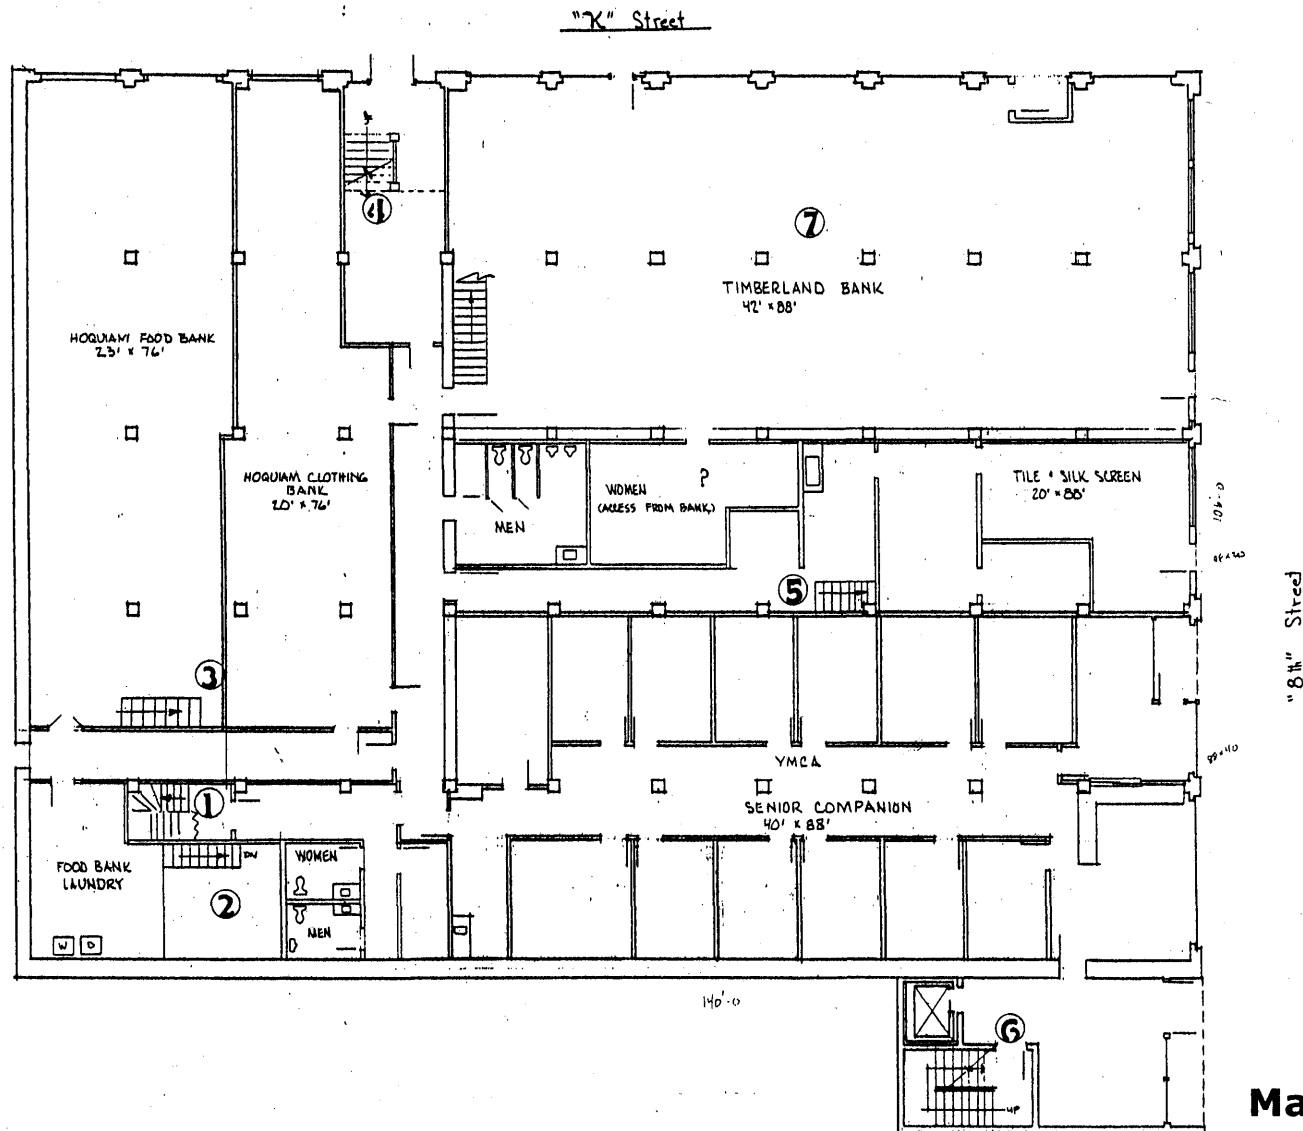 "K" Street
4
7
TIMBERLAND BANK
42' x 88'
HOQUIAM FOOD BANK
23' x 76'
HOQUIAM CLOTHING
BANK
20' x 76'
WOMEN
(ACCESS FROM BANK)
?
MEN
TILE & SILK SCREEN
20' x 88'
106'-0
5
"8th" Street
3
YMCA
SENIOR COMPANION
40' x 88'
1
DN
WOMEN
FOOD BANK
LAUNDRY
2
MEN
W
D
140'-0
6
UP
Ma